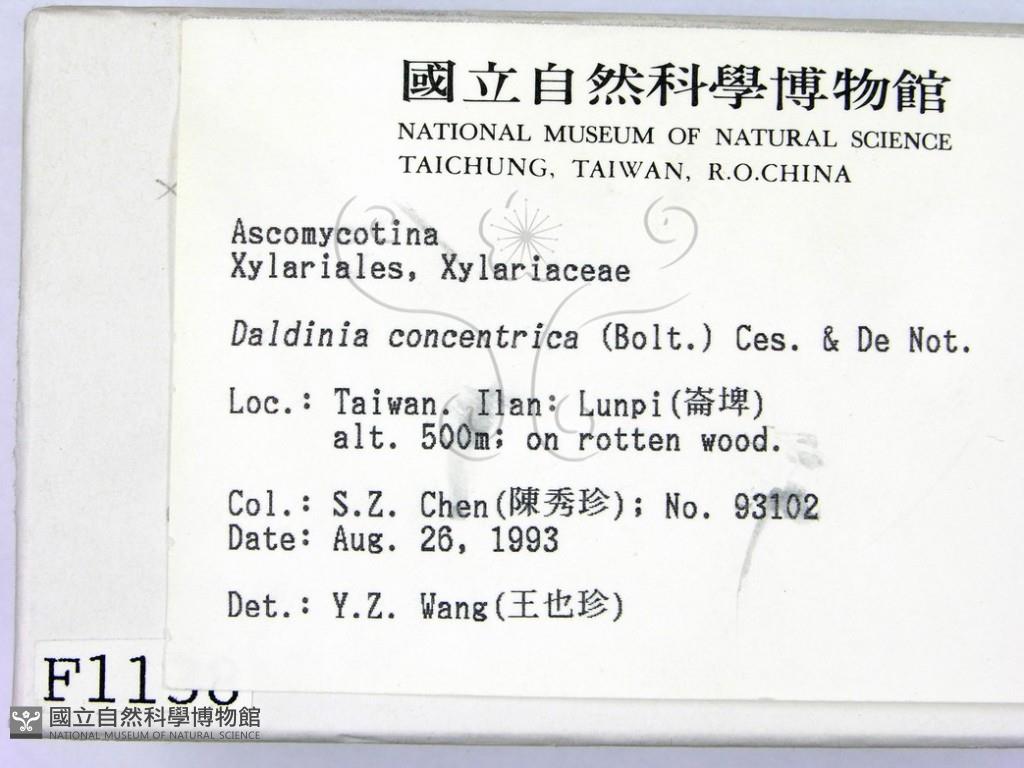 國立自然科學博物館
NATIONAL MUSEUM OF NATURAL SCIENCE
TAICHUNG, TAIWAN, R.O.CHINA
Ascomycotina
Xylariales, Xylariaceae
Daldinia concentrica (Bolt.) Ces. & De Not.
Loc.: Taiwan. Ilan: Lunpi(崙埤)
alt. 500m; on rotten wood.
Col.: S.Z. Chen(陳秀珍); No. 93102
Date: Aug. 26, 1993
Det.: Y.Z. Wang(王也珍)
國立自然科學博物館
NATIONAL MUSEUM OF NATURAL SCIENCE